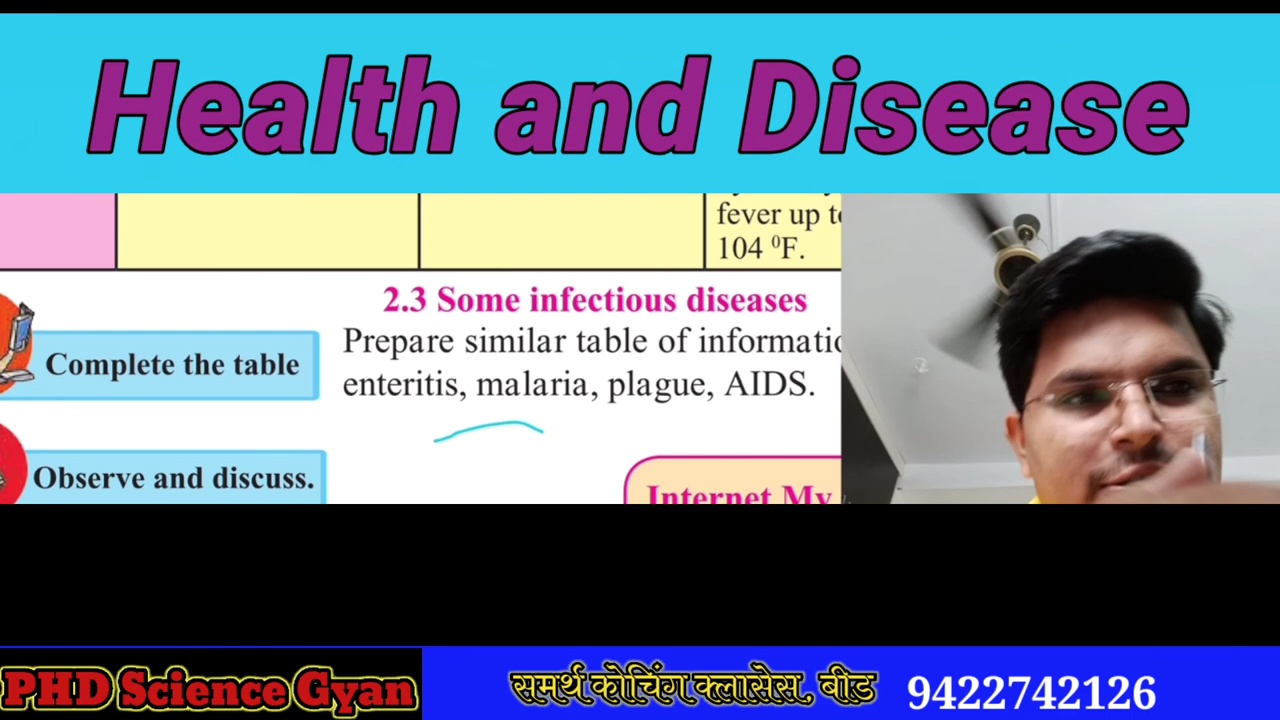 Health and Disease
fever up to
104 ⁰F.
2.3 Some infectious diseases
Complete the table
Prepare similar table of informatio
enteritis, malaria, plague, AIDS.
Observe and discuss.
Internet My
PHD Science Gyan
समर्थ कोचिंग क्लासेस, बीड
9422742126